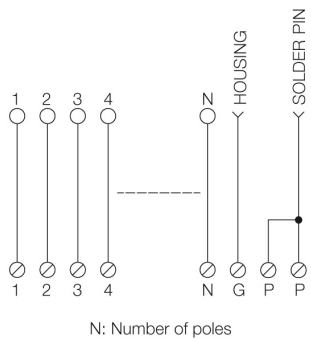 HOUSING
SOLDER PIN
1 2 3 4 N
1 2 3 4 N G P P
N: Number of poles